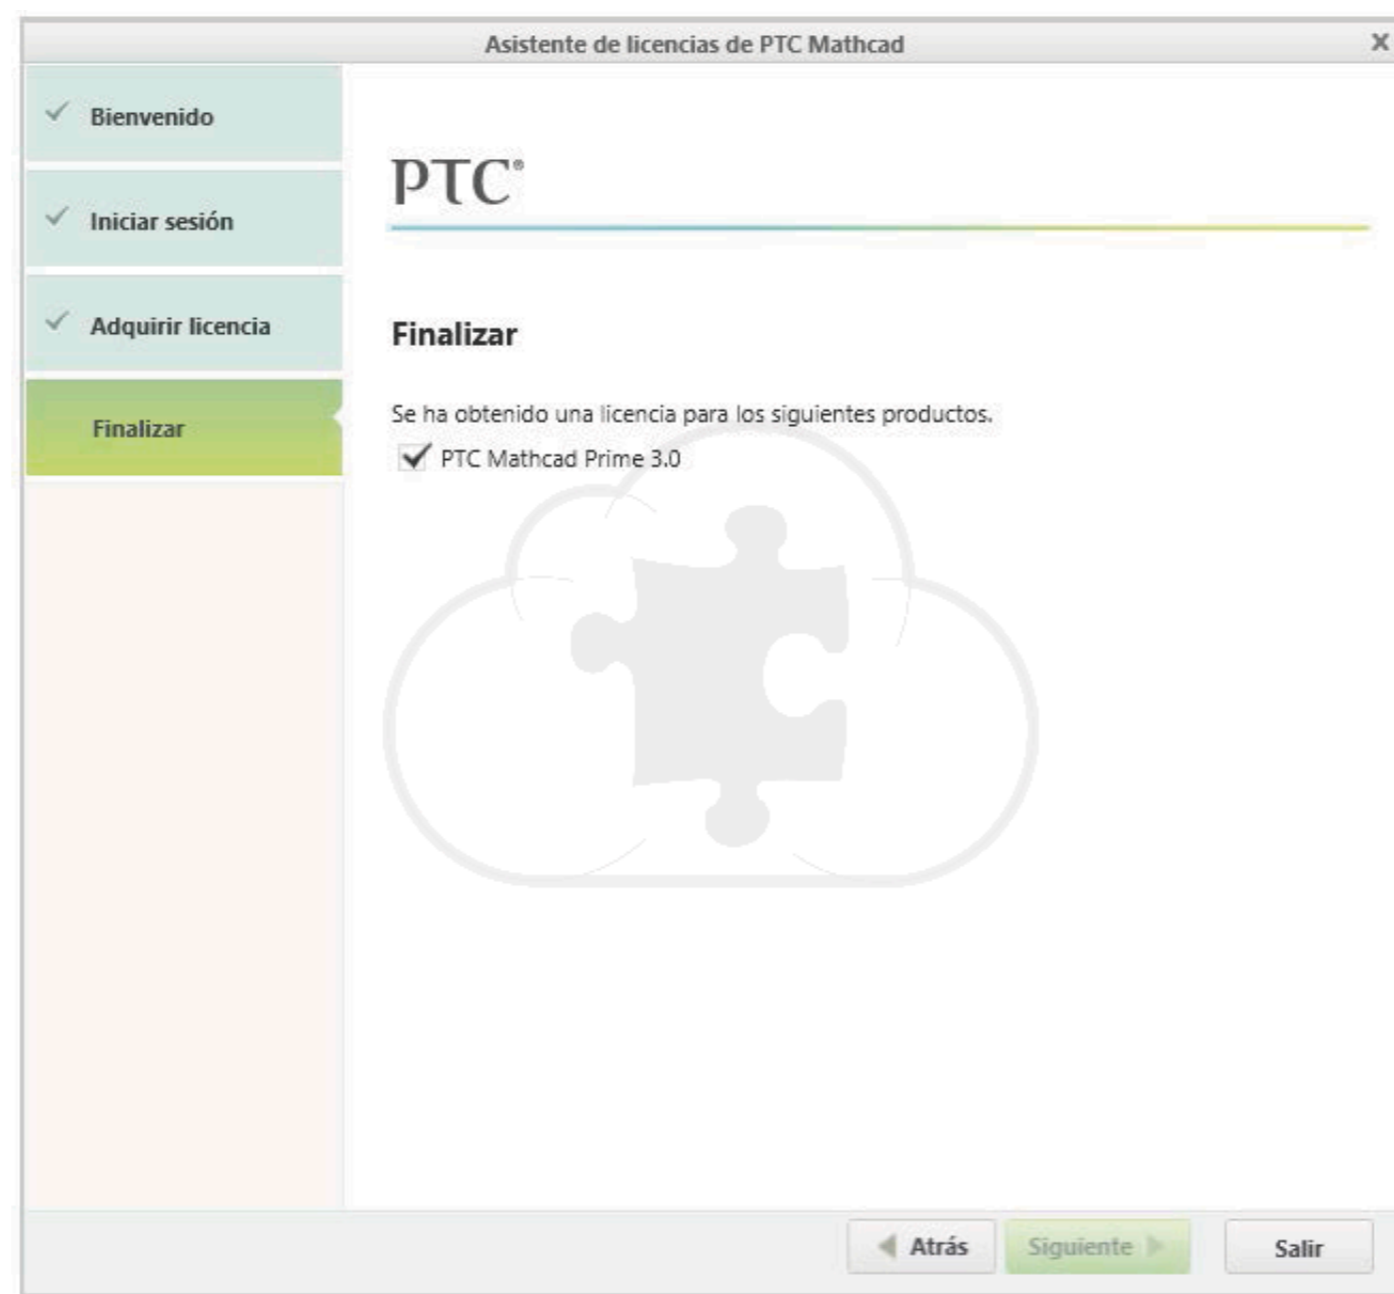 Asistente de licencias de PTC Mathcad
x
Bienvenido
Iniciar sesión
Adquirir licencia
Finalizar
PTC®
Finalizar
Se ha obtenido una licencia para los siguientes productos.
PTC Mathcad Prime 3.0
Atrás
Siguiente
Salir